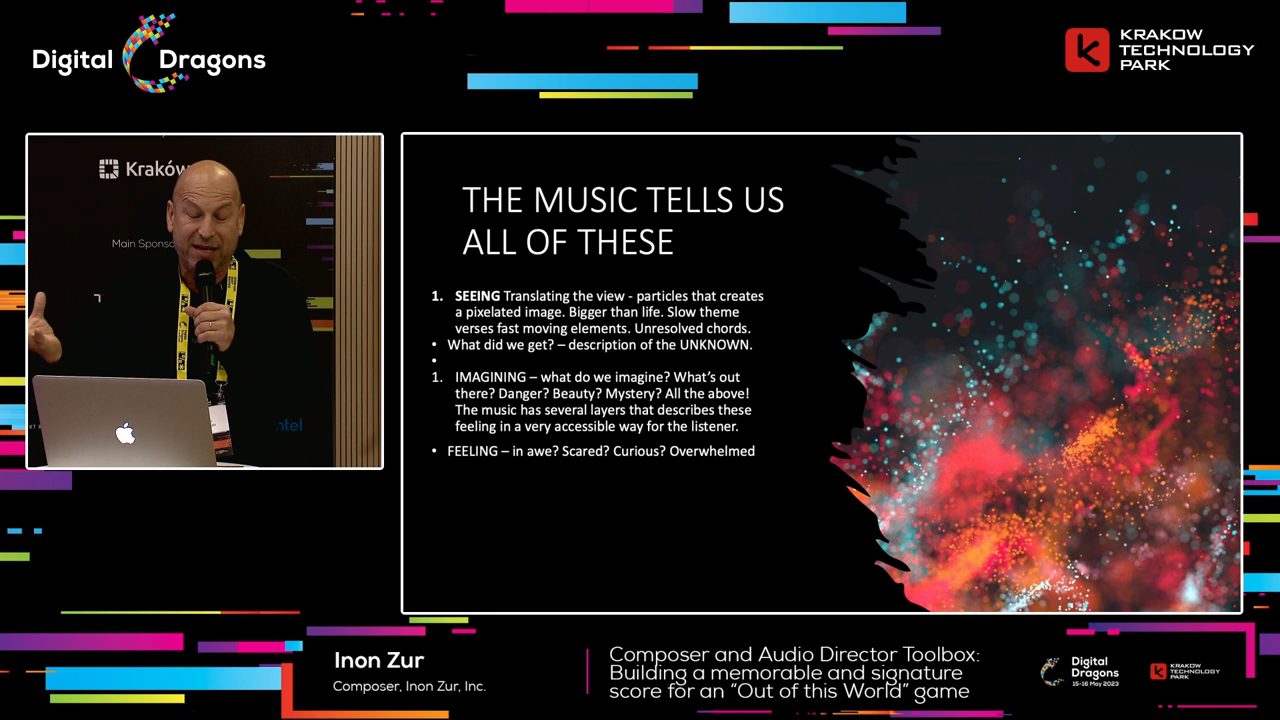 Digital Dragons
KRAKOW
TECHNOLOGY
PARK
Kraków
Main Sponso
intel
THE MUSIC TELLS US
ALL OF THESE
1. SEEING Translating the view - particles that creates
a pixelated image. Bigger than life. Slow theme
verses fast moving elements. Unresolved chords.
• What did we get? – description of the UNKNOWN.
•
1. IMAGINING – what do we imagine? What's out
there? Danger? Beauty? Mystery? All the above!
The music has several layers that describes these
feeling in a very accessible way for the listener.
• FEELING – in awe? Scared? Curious? Overwhelmed
Inon Zur
Composer, Inon Zur, Inc.
Composer and Audio Director Toolbox:
Building a memorable and signature
score for an “Out of this World” game
Digital
Dragons
15-16 May 2023
KRAKOW
TECHNOLOGY
PARK